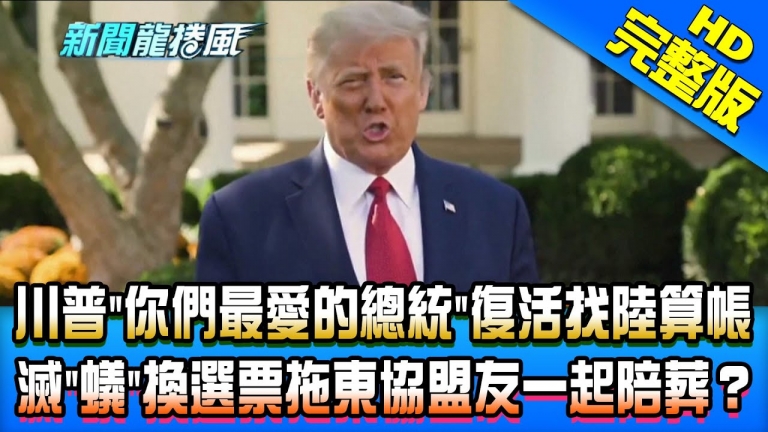 新聞龍捲風
HD
完整版
川普"你們最愛的總統"復活找陸算帳
滅"蟻"換選票拖東協盟友一起陪葬？